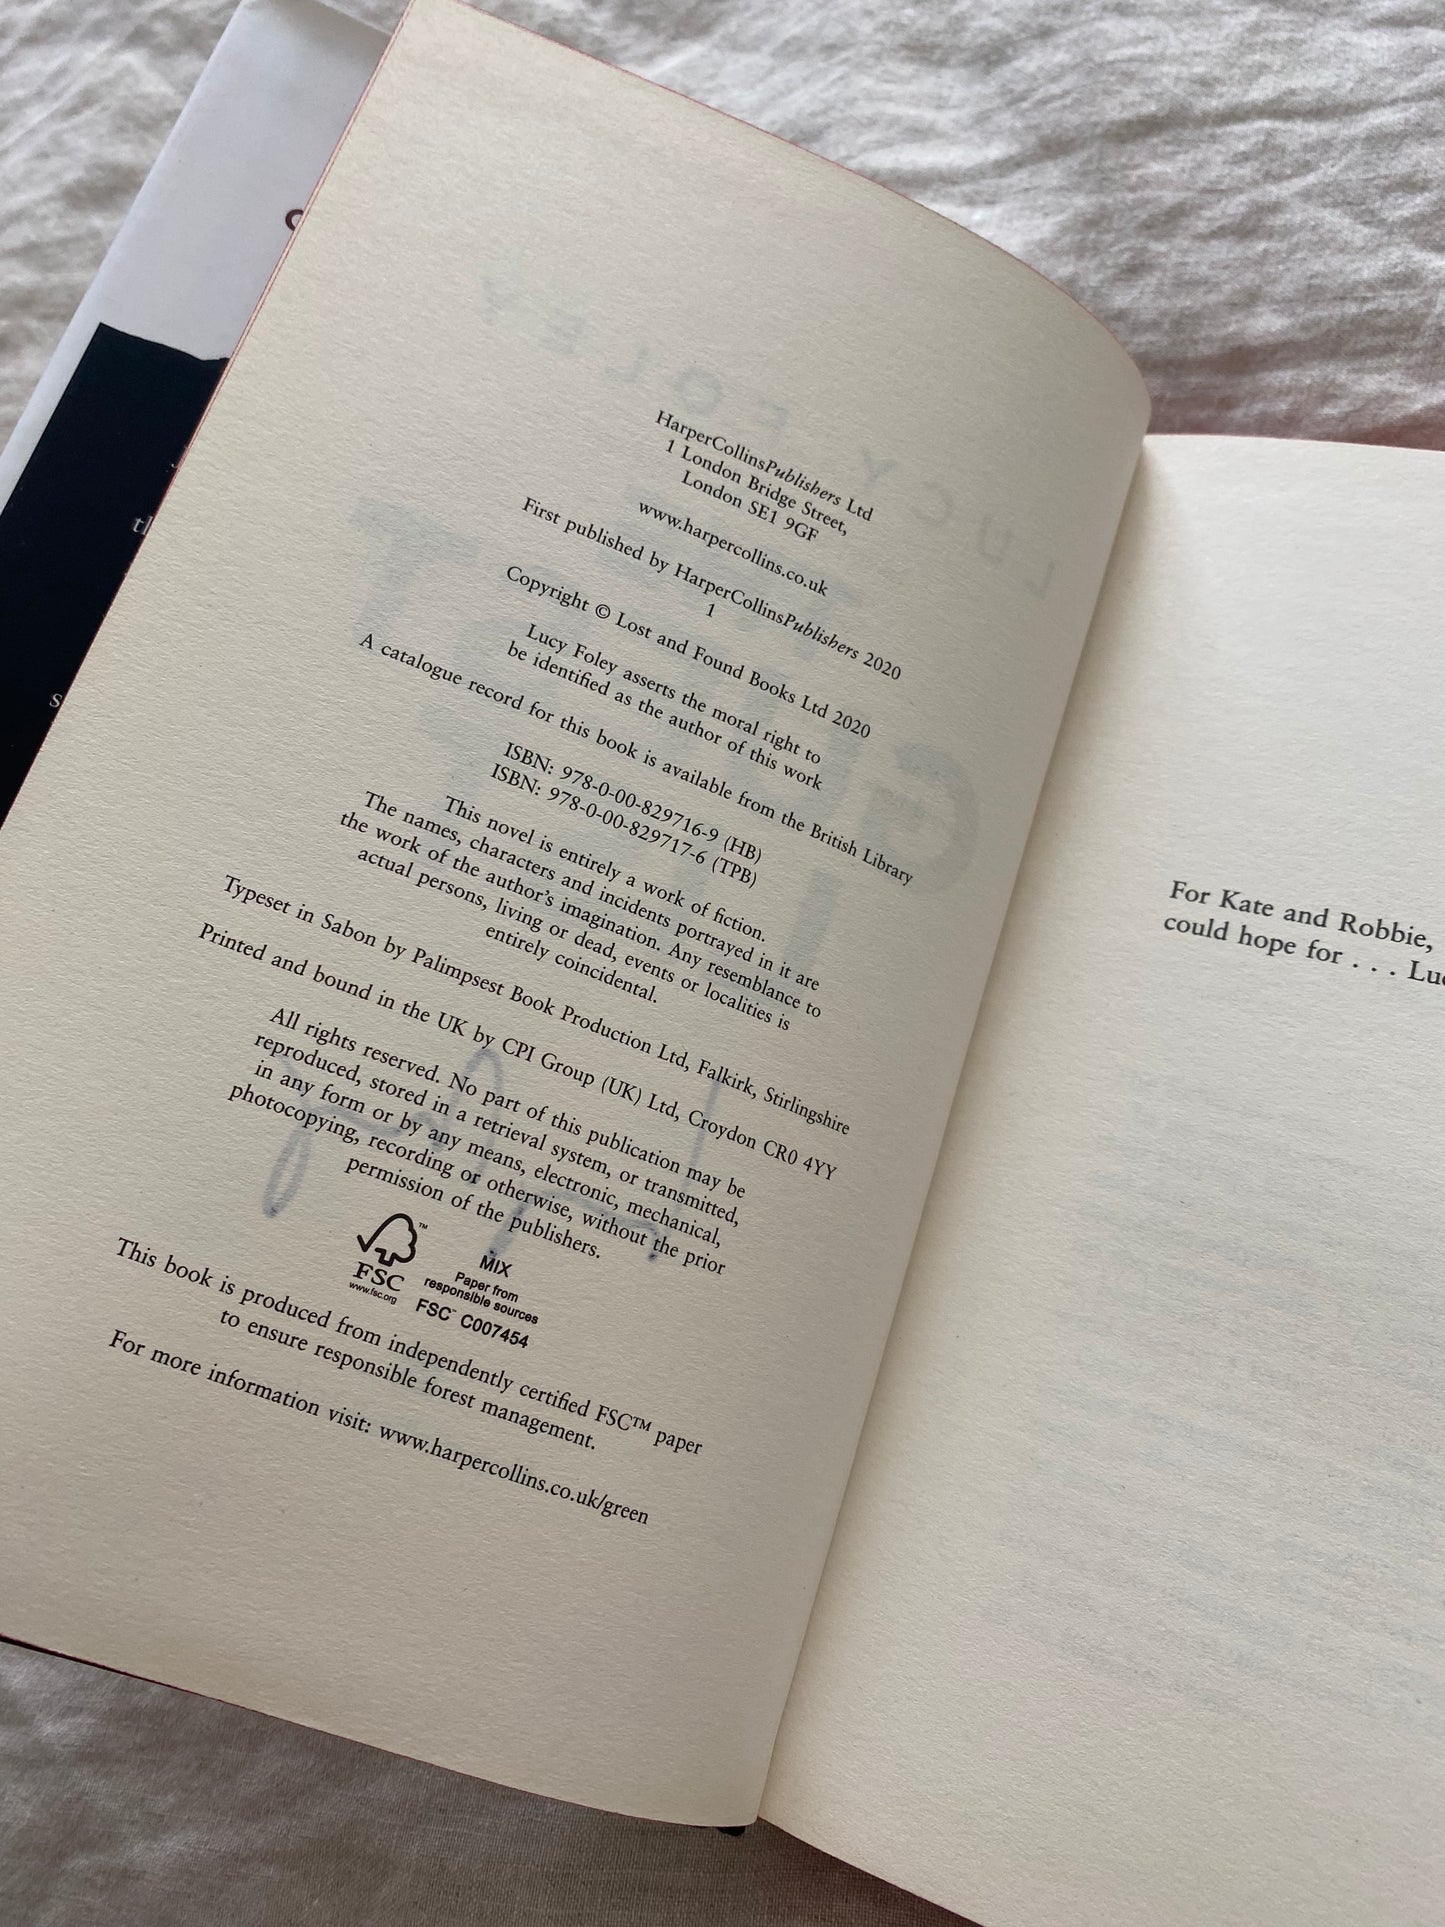 HarperCollinsPublishers Ltd
1 London Bridge Street,
London SE1 9GF
www.harpercollins.co.uk
First published by HarperCollinsPublishers 2020
1
Copyright © Lost and Found Books Ltd 2020
Lucy Foley asserts the moral right to
be identified as the author of this work
A catalogue record for this book is available from the British Library
ISBN: 978-0-00-829716-9 (HB)
ISBN: 978-0-00-829717-6 (TPB)
This novel is entirely a work of fiction.
The names, characters and incidents portrayed in it are
the work of the author's imagination. Any resemblance to
actual persons, living or dead, events or localities is
entirely coincidental.
Typeset in Sabon by Palimpsest Book Production Ltd, Falkirk, Stirlingshire
Printed and bound in the UK by CPI Group (UK) Ltd, Croydon CR0 4YY
All rights reserved. No part of this publication may be
reproduced, stored in a retrieval system, or transmitted,
in any form or by any means, electronic, mechanical,
photocopying, recording or otherwise, without the prior
permission of the publishers.
FSC™
www.fsc.org
MIX
Paper from
responsible sources
FSC™ C007454
This book is produced from independently certified FSC™ paper
to ensure responsible forest management.
For more information visit: www.harpercollins.co.uk/green
For Kate and Robbie,
could hope for . . .